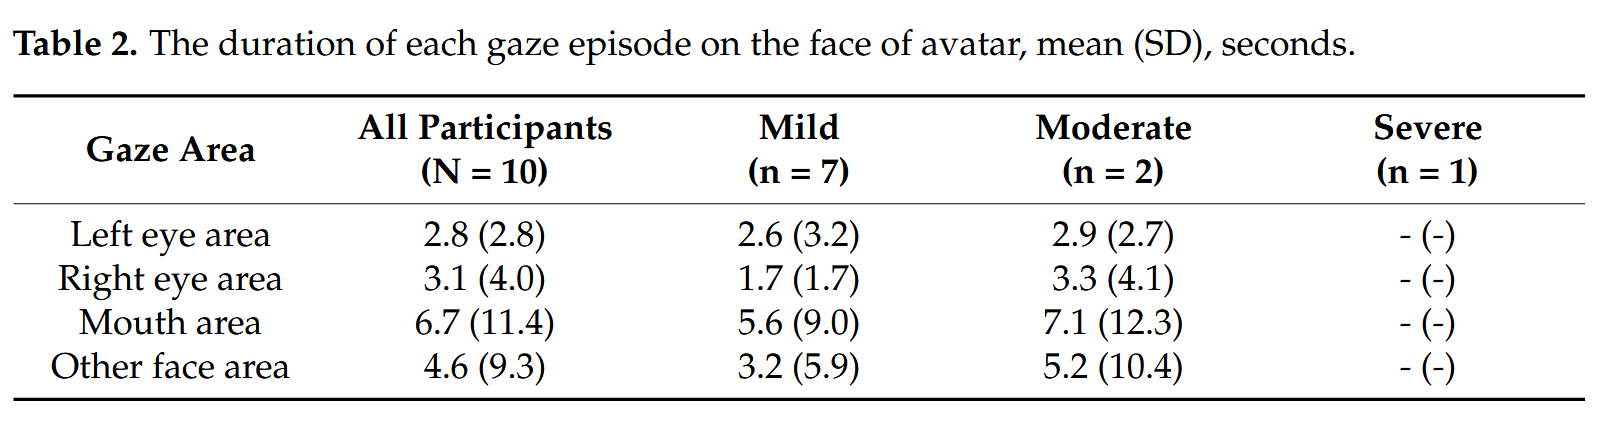 Table 2. The duration of each gaze episode on the face of avatar, mean (SD), seconds.
Gaze Area All Participants (N = 10) Mild (n = 7) Moderate (n = 2) Severe (n = 1)
Left eye area 2.8 (2.8) 2.6 (3.2) 2.9 (2.7) - (-)
Right eye area 3.1 (4.0) 1.7 (1.7) 3.3 (4.1) - (-)
Mouth area 6.7 (11.4) 5.6 (9.0) 7.1 (12.3) - (-)
Other face area 4.6 (9.3) 3.2 (5.9) 5.2 (10.4) - (-)